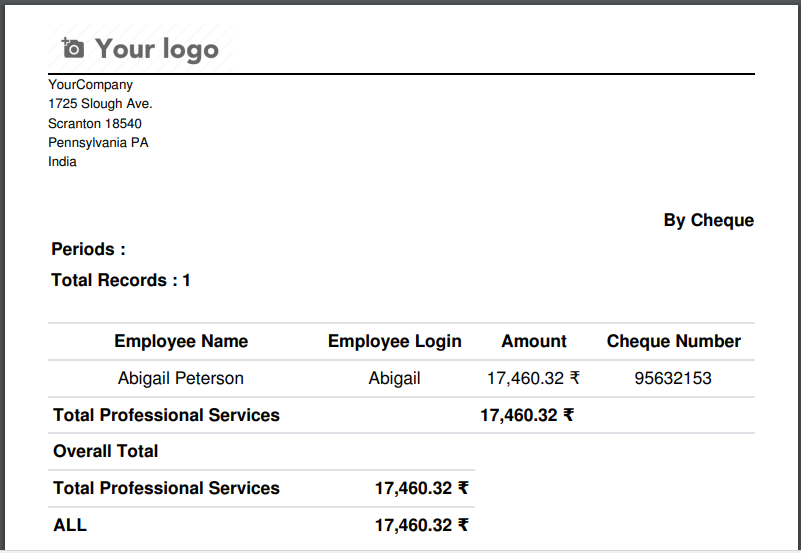 Your logo
YourCompany
1725 Slough Ave.
Scranton 18540
Pennsylvania PA
India
By Cheque
Periods :
Total Records : 1
Employee Name Employee Login Amount Cheque Number
Abigail Peterson Abigail 17,460.32 ₹ 95632153
Total Professional Services 17,460.32 ₹
Overall Total
Total Professional Services 17,460.32 ₹
ALL 17,460.32 ₹